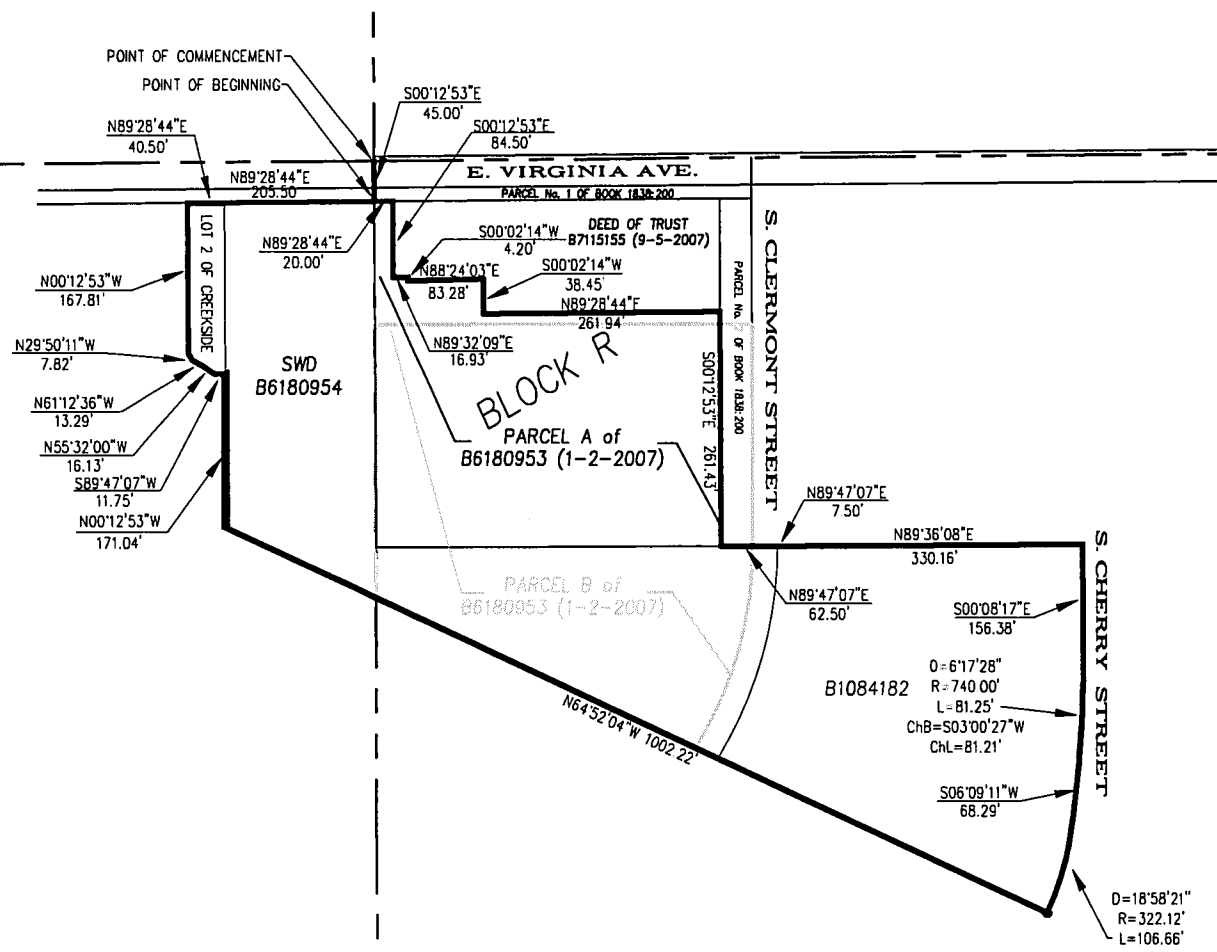 POINT OF COMMENCEMENT
POINT OF BEGINNING
S00°12'53"E
45.00'
N89°28'44"E
40.50'
S00°12'53"E
84.50'
E. VIRGINIA AVE.
N89°28'44"E
205.50
PARCEL No. 1 OF BOOK 1838:200
N89°28'44"E
20.00'
S00°02'14"W
4.20'
DEED OF TRUST
B7115155 (9-5-2007)
S. CLERMONT STREET
LOT 2 OF CREEKSIDE
N88°24'03"E
83.28'
S00°02'14"W
38.45'
N89°28'44"E
261.94'
PARCEL No. 2 OF BOOK 1838:200
N00°12'53"W
167.81'
N29°50'11"W
7.82'
N61°12'36"W
13.29'
N55°32'00"W
16.13'
S89°47'07"W
11.75'
N00°12'53"W
171.04'
SWD
B6180954
N89°32'09"E
16.93'
BLOCK R
S00°12'53"E 261.43'
PARCEL A of
B6180953 (1-2-2007)
N89°47'07"E
7.50'
N89°36'08"E
330.16'
S. CHERRY STREET
PARCEL B of
B6180953 (1-2-2007)
N89°47'07"E
62.50'
S00°08'17"E
156.38'
B1084182
D=6°17'28"
R=740.00'
L=81.25'
ChB=S03°00'27"W
ChL=81.21'
N64°52'04"W 1002.22'
S06°09'11"W
68.29'
D=18°58'21"
R=322.12'
L=106.66'